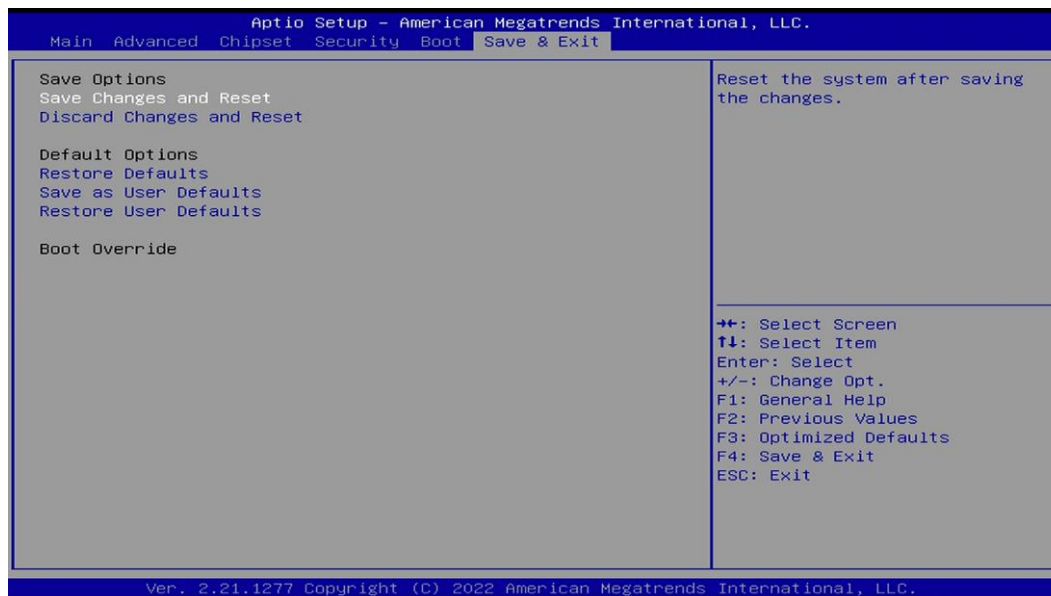 Aptio Setup – American Megatrends International, LLC.
Main Advanced Chipset Security Boot Save & Exit
Save Options
Save Changes and Reset
Discard Changes and Reset
Default Options
Restore Defaults
Save as User Defaults
Restore User Defaults
Boot Override
Reset the system after saving
the changes.
→←: Select Screen
↑↓: Select Item
Enter: Select
+/-: Change Opt.
F1: General Help
F2: Previous Values
F3: Optimized Defaults
F4: Save & Exit
ESC: Exit
Ver. 2.21.1277 Copyright (C) 2022 American Megatrends International, LLC.